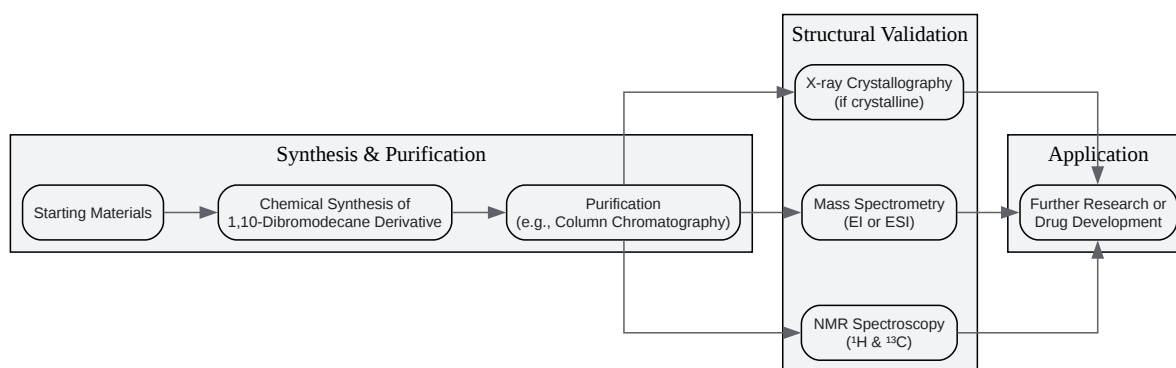 Structural Validation
X-ray Crystallography
(if crystalline)
Synthesis & Purification
Application
Starting Materials
Chemical Synthesis of
1,10-Dibromodecane Derivative
Purification
(e.g., Column Chromatography)
Mass Spectrometry
(EI or ESI)
Further Research or
Drug Development
NMR Spectroscopy
(¹H & ¹³C)